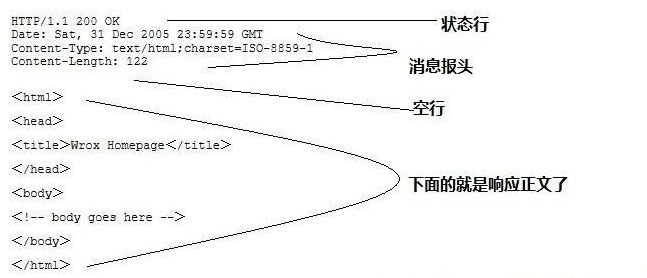 HTTP/1.1 200 OK
状态行
Date: Sat, 31 Dec 2005 23:59:59 GMT
Content-Type: text/html;charset=ISO-8859-1
Content-Length: 122
消息报头
空行
<html>
<head>
<title>Wrox Homepage</title>
</head>
<body>
下面的就是响应正文了
<!-- body goes here -->
</body>
</html>